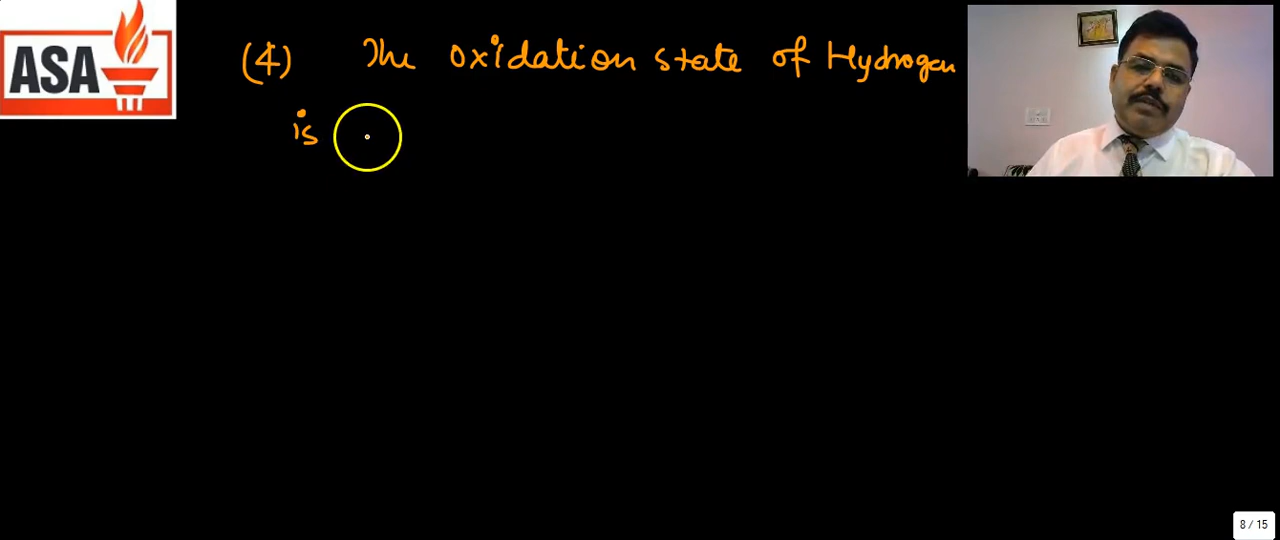 ASA
(4) The oxidation state of Hydrogen
is
8 / 15